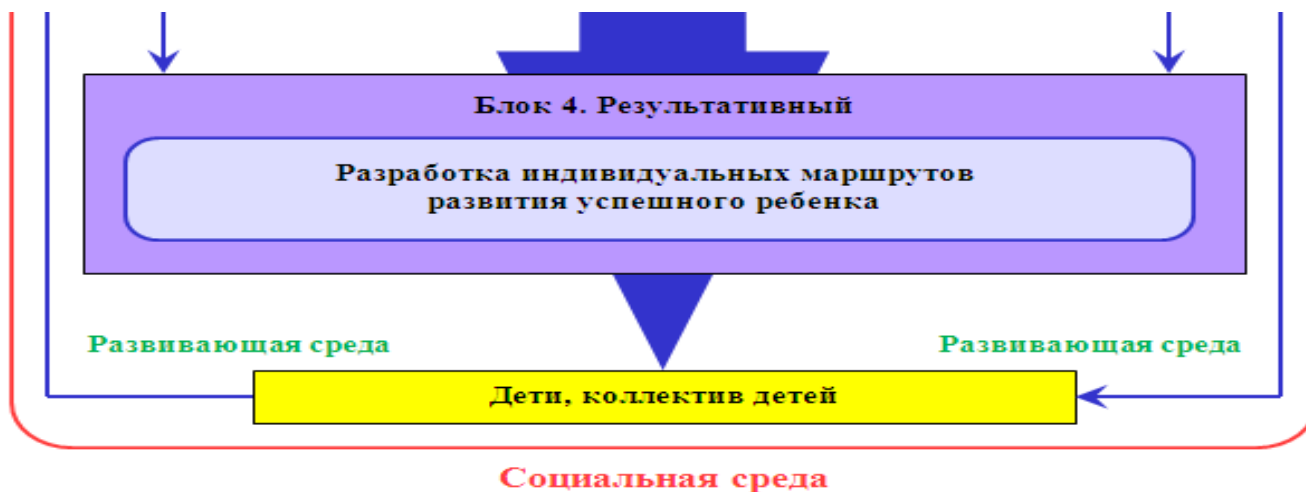 Блок 4. Результативный
Разработка индивидуальных маршрутов
развития успешного ребенка
Развивающая среда
Развивающая среда
Дети, коллектив детей
Социальная среда